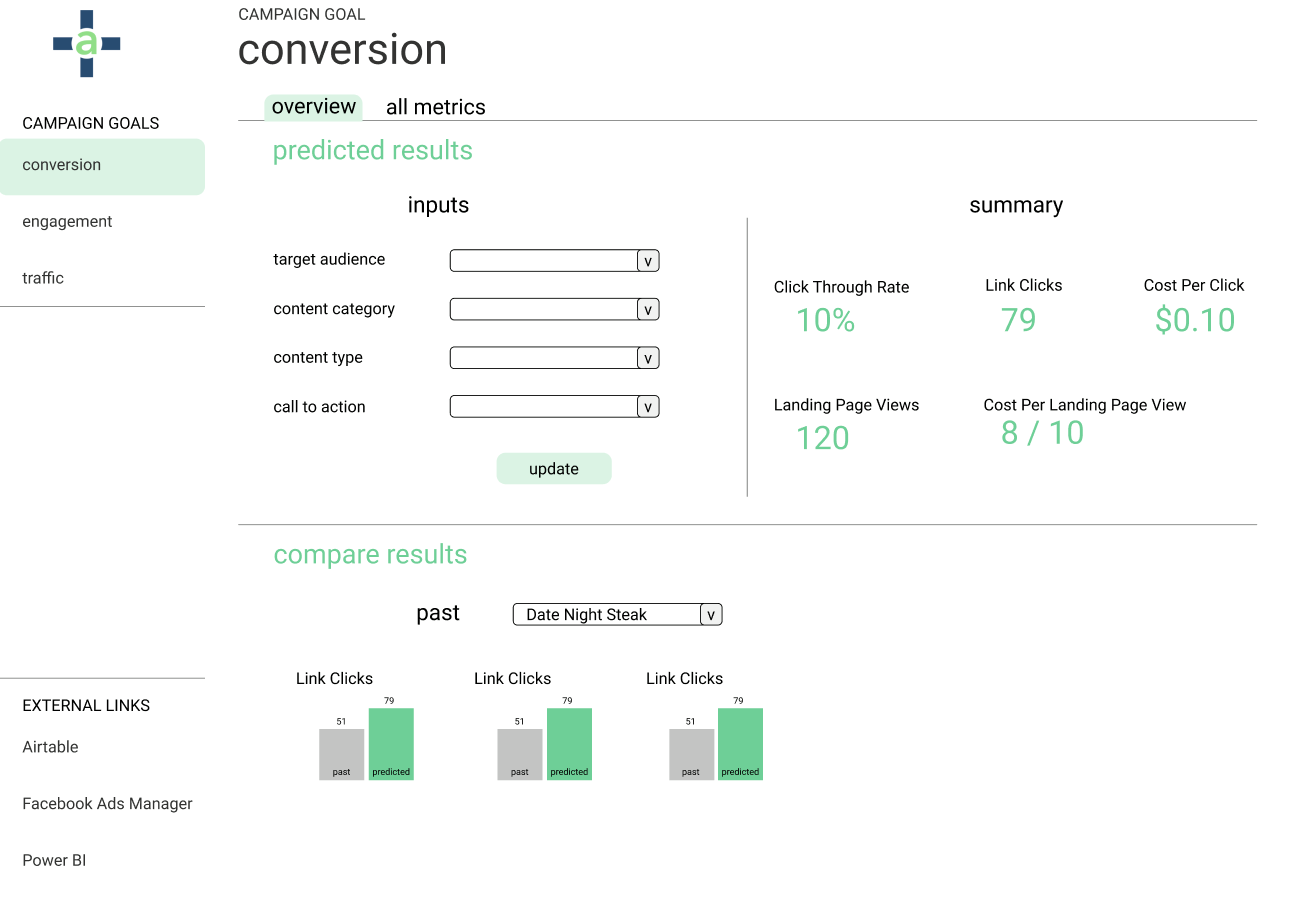 a
CAMPAIGN GOALS
conversion
engagement
traffic
EXTERNAL LINKS
Airtable
Facebook Ads Manager
Power BI
CAMPAIGN GOAL
conversion
overview all metrics
predicted results
inputs
target audience v
content category v
content type v
call to action v
update
summary
Click Through Rate Link Clicks Cost Per Click
10% 79 $0.10
Landing Page Views Cost Per Landing Page View
120 8 / 10
compare results
past Date Night Steak v
Link Clicks Link Clicks Link Clicks
79 79 79
51 51 51
past predicted past predicted past predicted